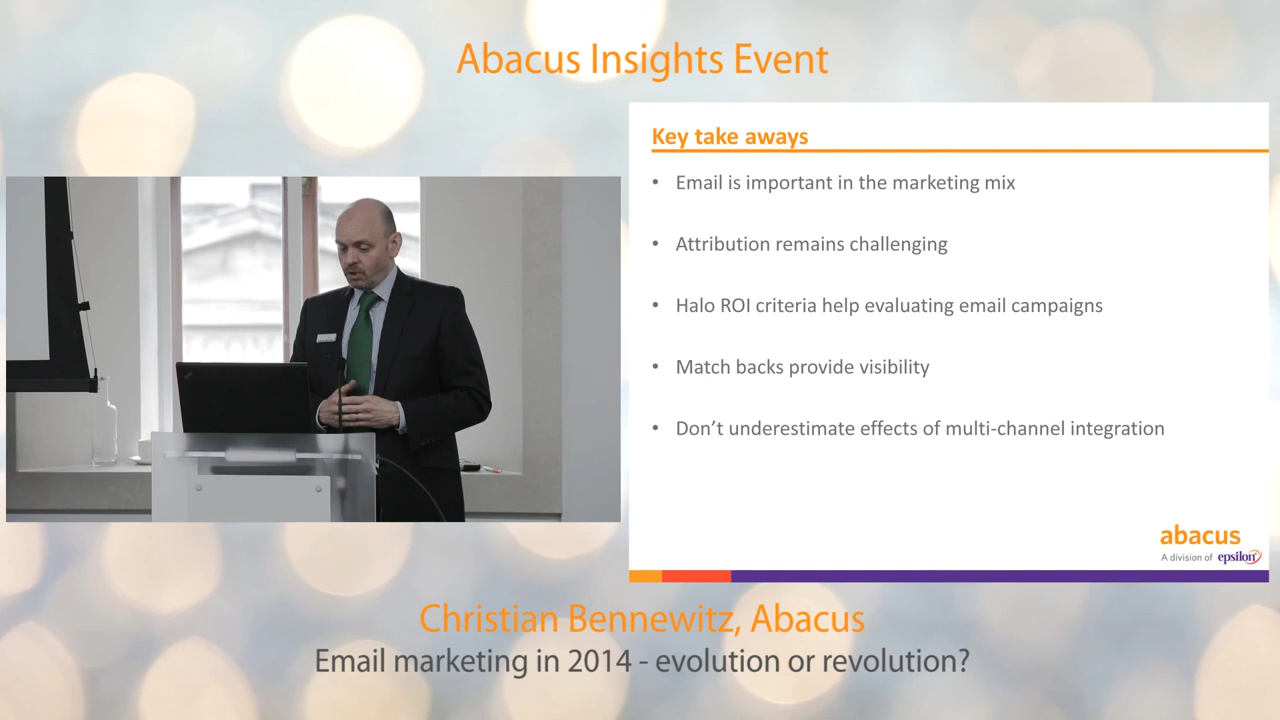 Abacus Insights Event
Key take aways
• Email is important in the marketing mix
• Attribution remains challenging
• Halo ROI criteria help evaluating email campaigns
• Match backs provide visibility
• Don’t underestimate effects of multi-channel integration
abacus
A division of epsilon
Christian Bennewitz, Abacus
Email marketing in 2014 - evolution or revolution?